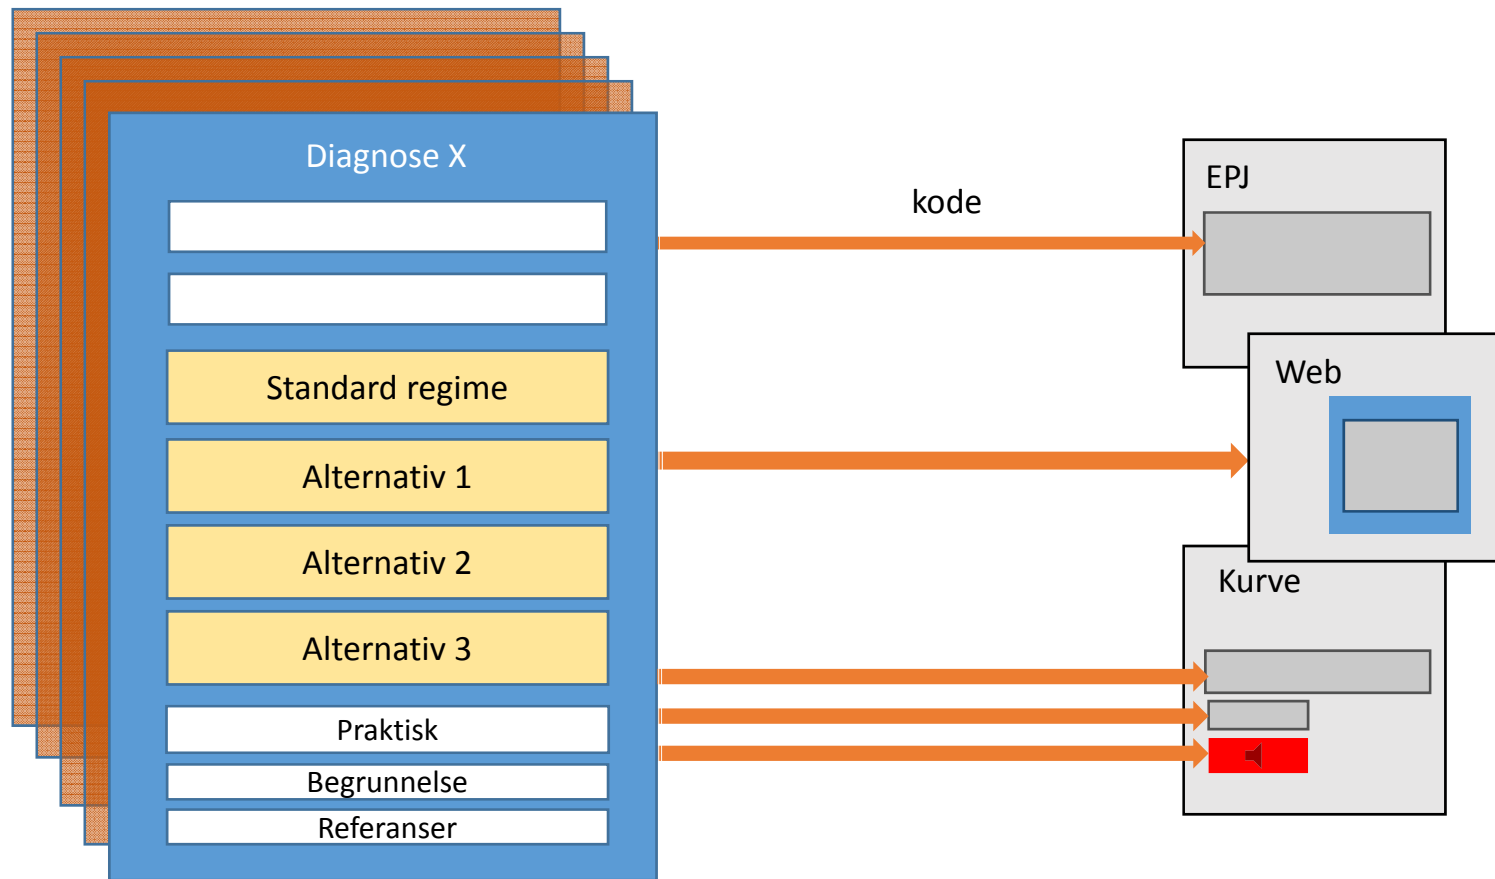 Diagnose X
Standard regime
Alternativ 1
Alternativ 2
Alternativ 3
Praktisk
Begrunnelse
Referanser
kode
EPJ
Web
Kurve